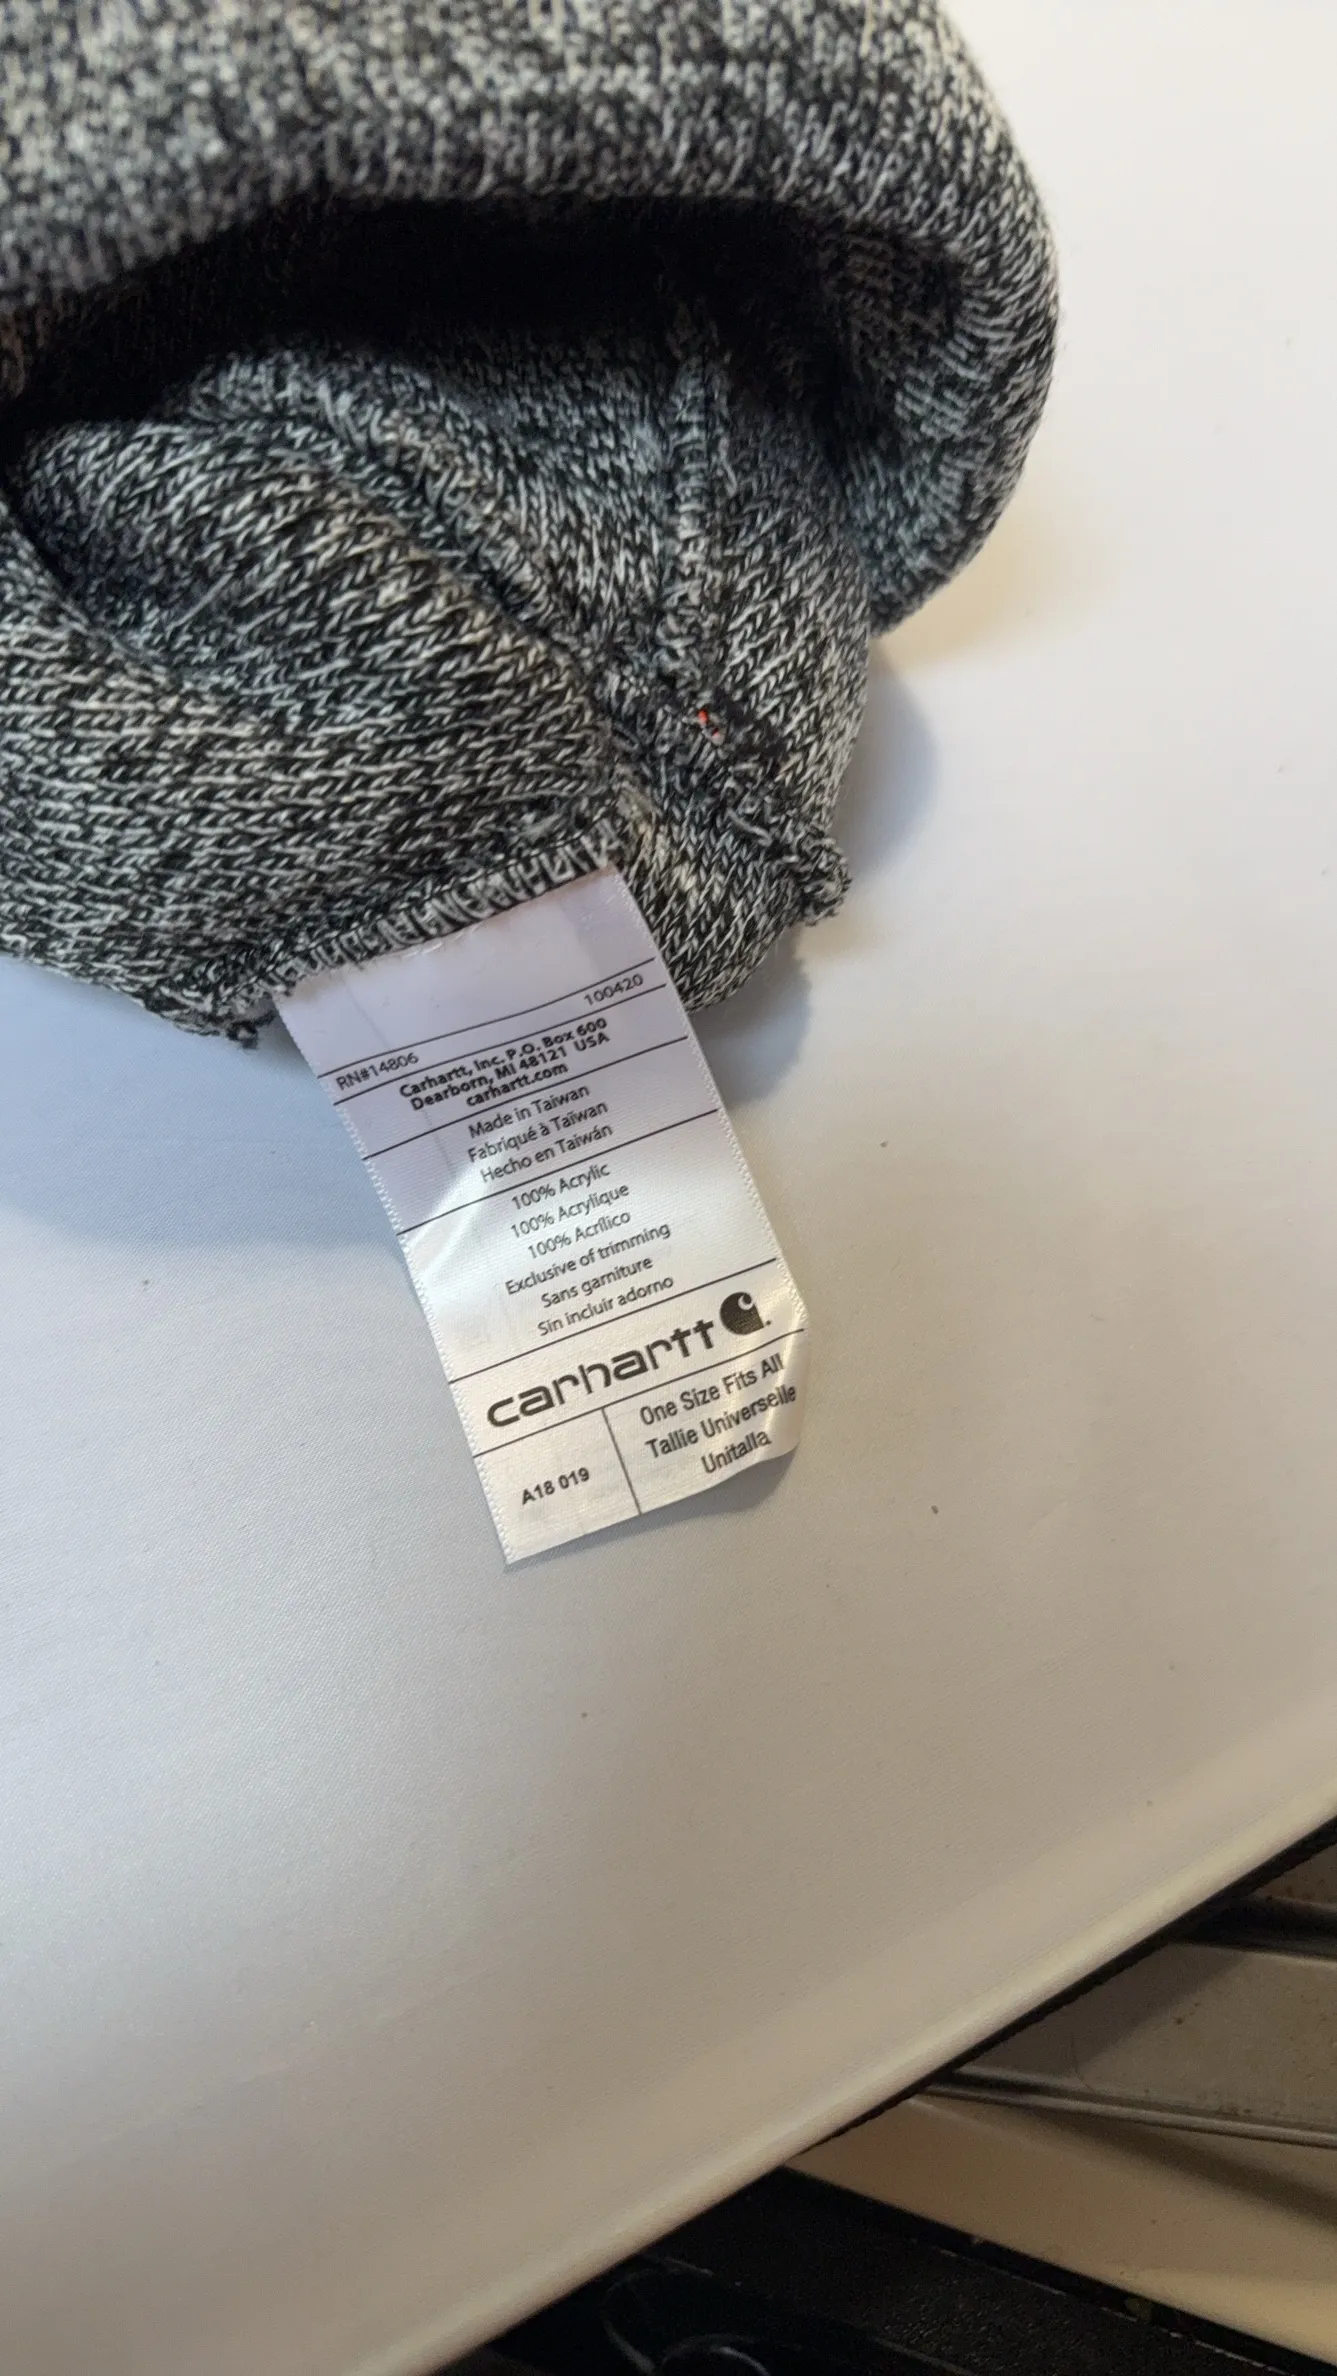 RN#14806 100420
Carhartt, Inc. P.O. Box 600
Dearborn, MI 48121 USA
carhartt.com
Made in Taiwan
Fabriqué à Taïwan
Hecho en Taiwán
100% Acrylic
100% Acrylique
100% Acrílico
Exclusive of trimming
Sans garniture
Sin incluir adorno
carhartt
A18 019
One Size Fits All
Tallie Universelle
Unitalla